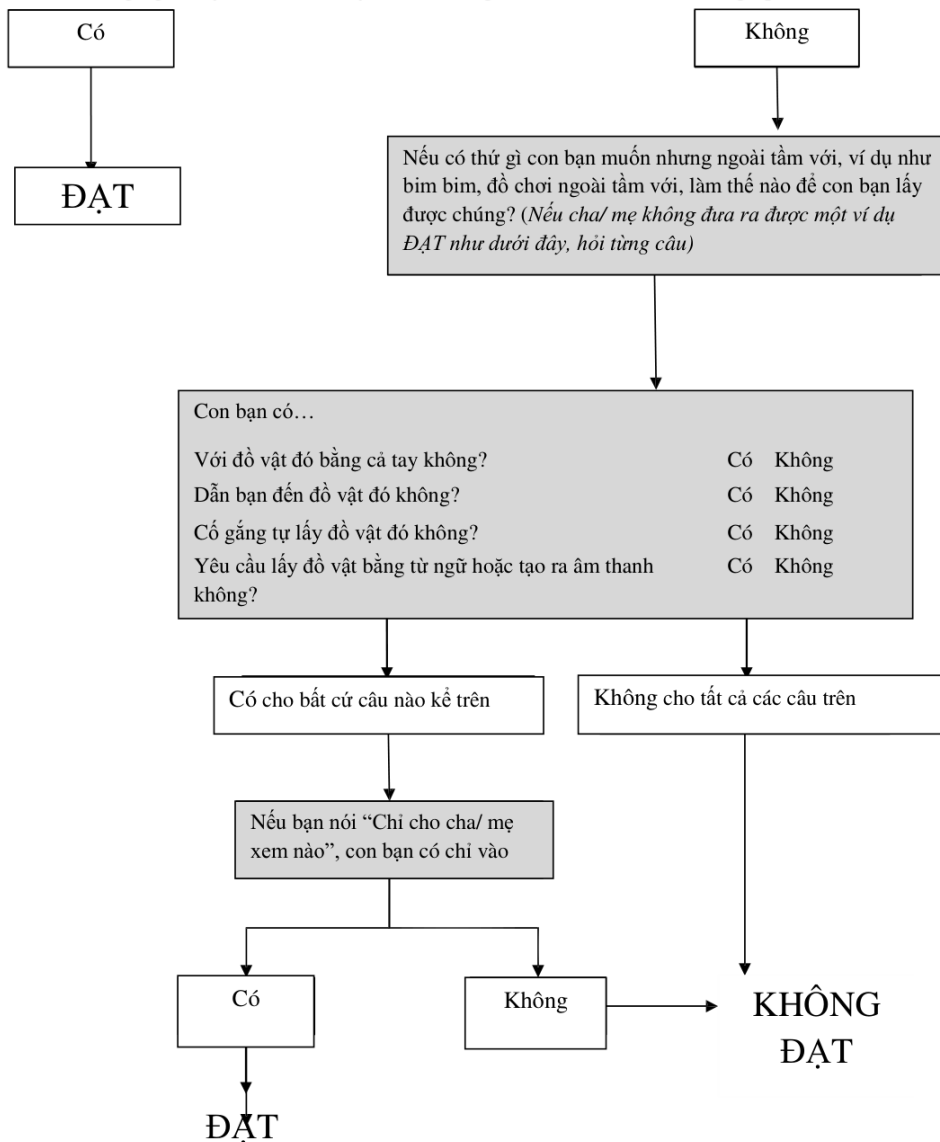 Có
Không
ĐẠT
Nếu có thứ gì con bạn muốn nhưng ngoài tầm với, ví dụ như
bim bim, đồ chơi ngoài tầm với, làm thế nào để con bạn lấy
được chúng? (Nếu cha/ mẹ không đưa ra được một ví dụ
ĐẠT như dưới đây, hỏi từng câu)
Con bạn có…
Với đồ vật đó bằng cả tay không? Có Không
Dẫn bạn đến đồ vật đó không? Có Không
Cố gắng tự lấy đồ vật đó không? Có Không
Yêu cầu lấy đồ vật bằng từ ngữ hoặc tạo ra âm thanh Có Không
không?
Có cho bất cứ câu nào kể trên
Không cho tất cả các câu trên
Nếu bạn nói “Chỉ cho cha/ mẹ
xem nào”, con bạn có chỉ vào
Có
Không
KHÔNG
ĐẠT
ĐẠT